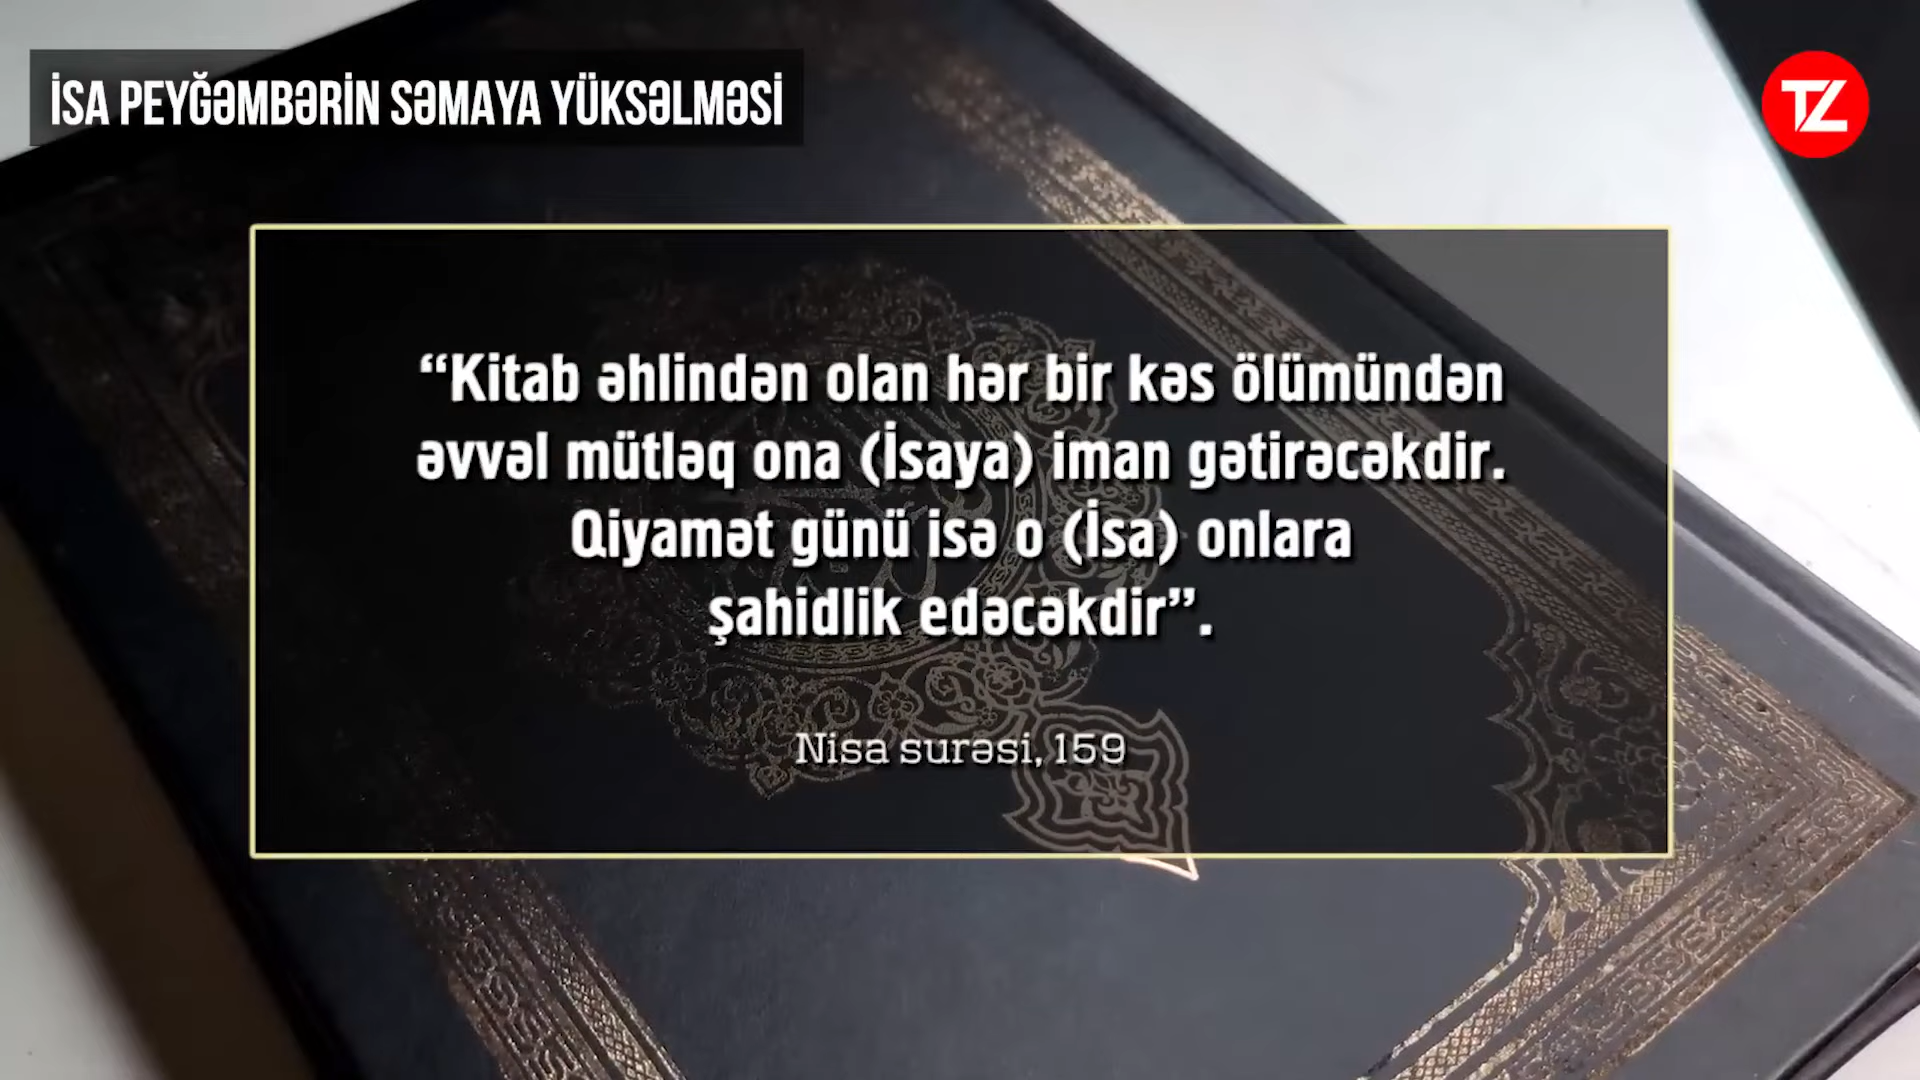 İSA PEYĞƏMBƏRİN SƏMAYA YÜKSƏLMƏSİ
TZ
“Kitab əhlindən olan hər bir kəs ölümündən
əvvəl mütləq ona (İsaya) iman gətirəcəkdir.
Qiyamət günü isə o (İsa) onlara
şahidlik edəcəkdir”.
Nisa surəsi, 159